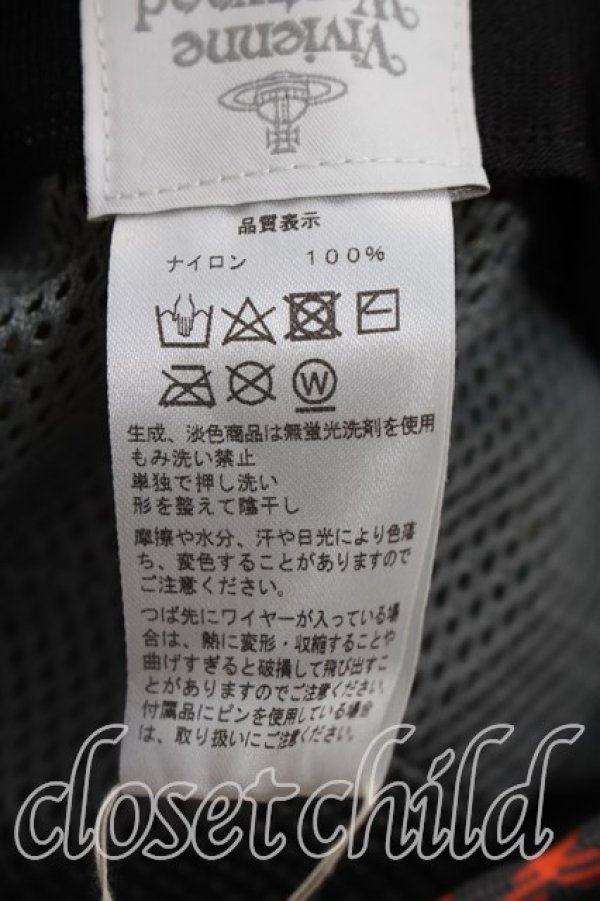 Vivienne
Westwood
品質表示
ナイロン 100%
W
生成、淡色商品は無蛍光洗剤を使用
もみ洗い禁止
単独で押し洗い
形を整えて陰干し
摩擦や水分、汗や日光により色落
ち、変色することがありますので
ご注意ください。
つば先にワイヤーが入っている場
合は、熱に変形・収縮することや
曲げすぎると破損して飛び出すこ
とがありますのでご注意ください。
付属品にピンを使用している場合
は、取り扱いにご注意ください。
closetchild